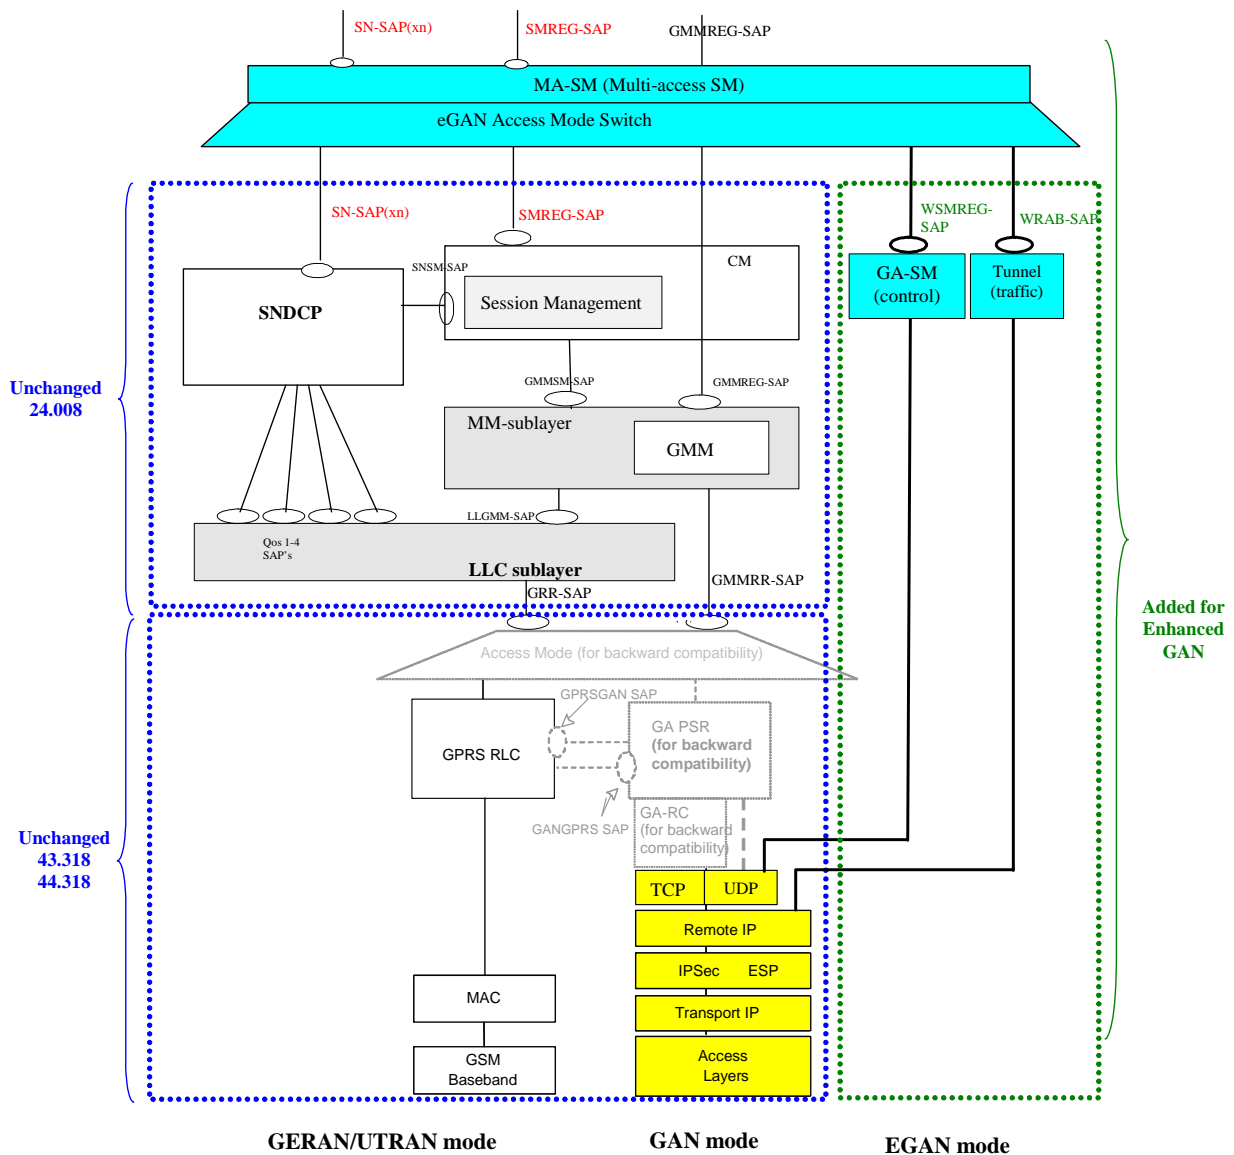 SN-SAP(xn)
SMREG-SAP
GMMREG-SAP
MA-SM (Multi-access SM)
eGAN Access Mode Switch
SN-SAP(xn)
SMREG-SAP
WSMREG-
SAP
WRAB-SAP
SNSM-SAP
CM
SNDCP
Session Management
GA-SM
(control)
Tunnel
(traffic)
Unchanged
24.008
GMMSM-SAP
GMMREG-SAP
MM-sublayer
GMM
LLGMM-SAP
Qos 1-4
SAP's
LLC sublayer
GRR-SAP
GMMRR-SAP
Added for
Enhanced
GAN
Access Mode (for backward compatibility)
GPRSGAN SAP
GPRS RLC
GA PSR
(for backward
compatibility)
GANGPRS SAP
GA-RC
(for backward
compatibility)
Unchanged
43.318
44.318
TCP
UDP
Remote IP
IPSec ESP
MAC
Transport IP
GSM
Baseband
Access
Layers
GERAN/UTRAN mode
GAN mode
EGAN mode